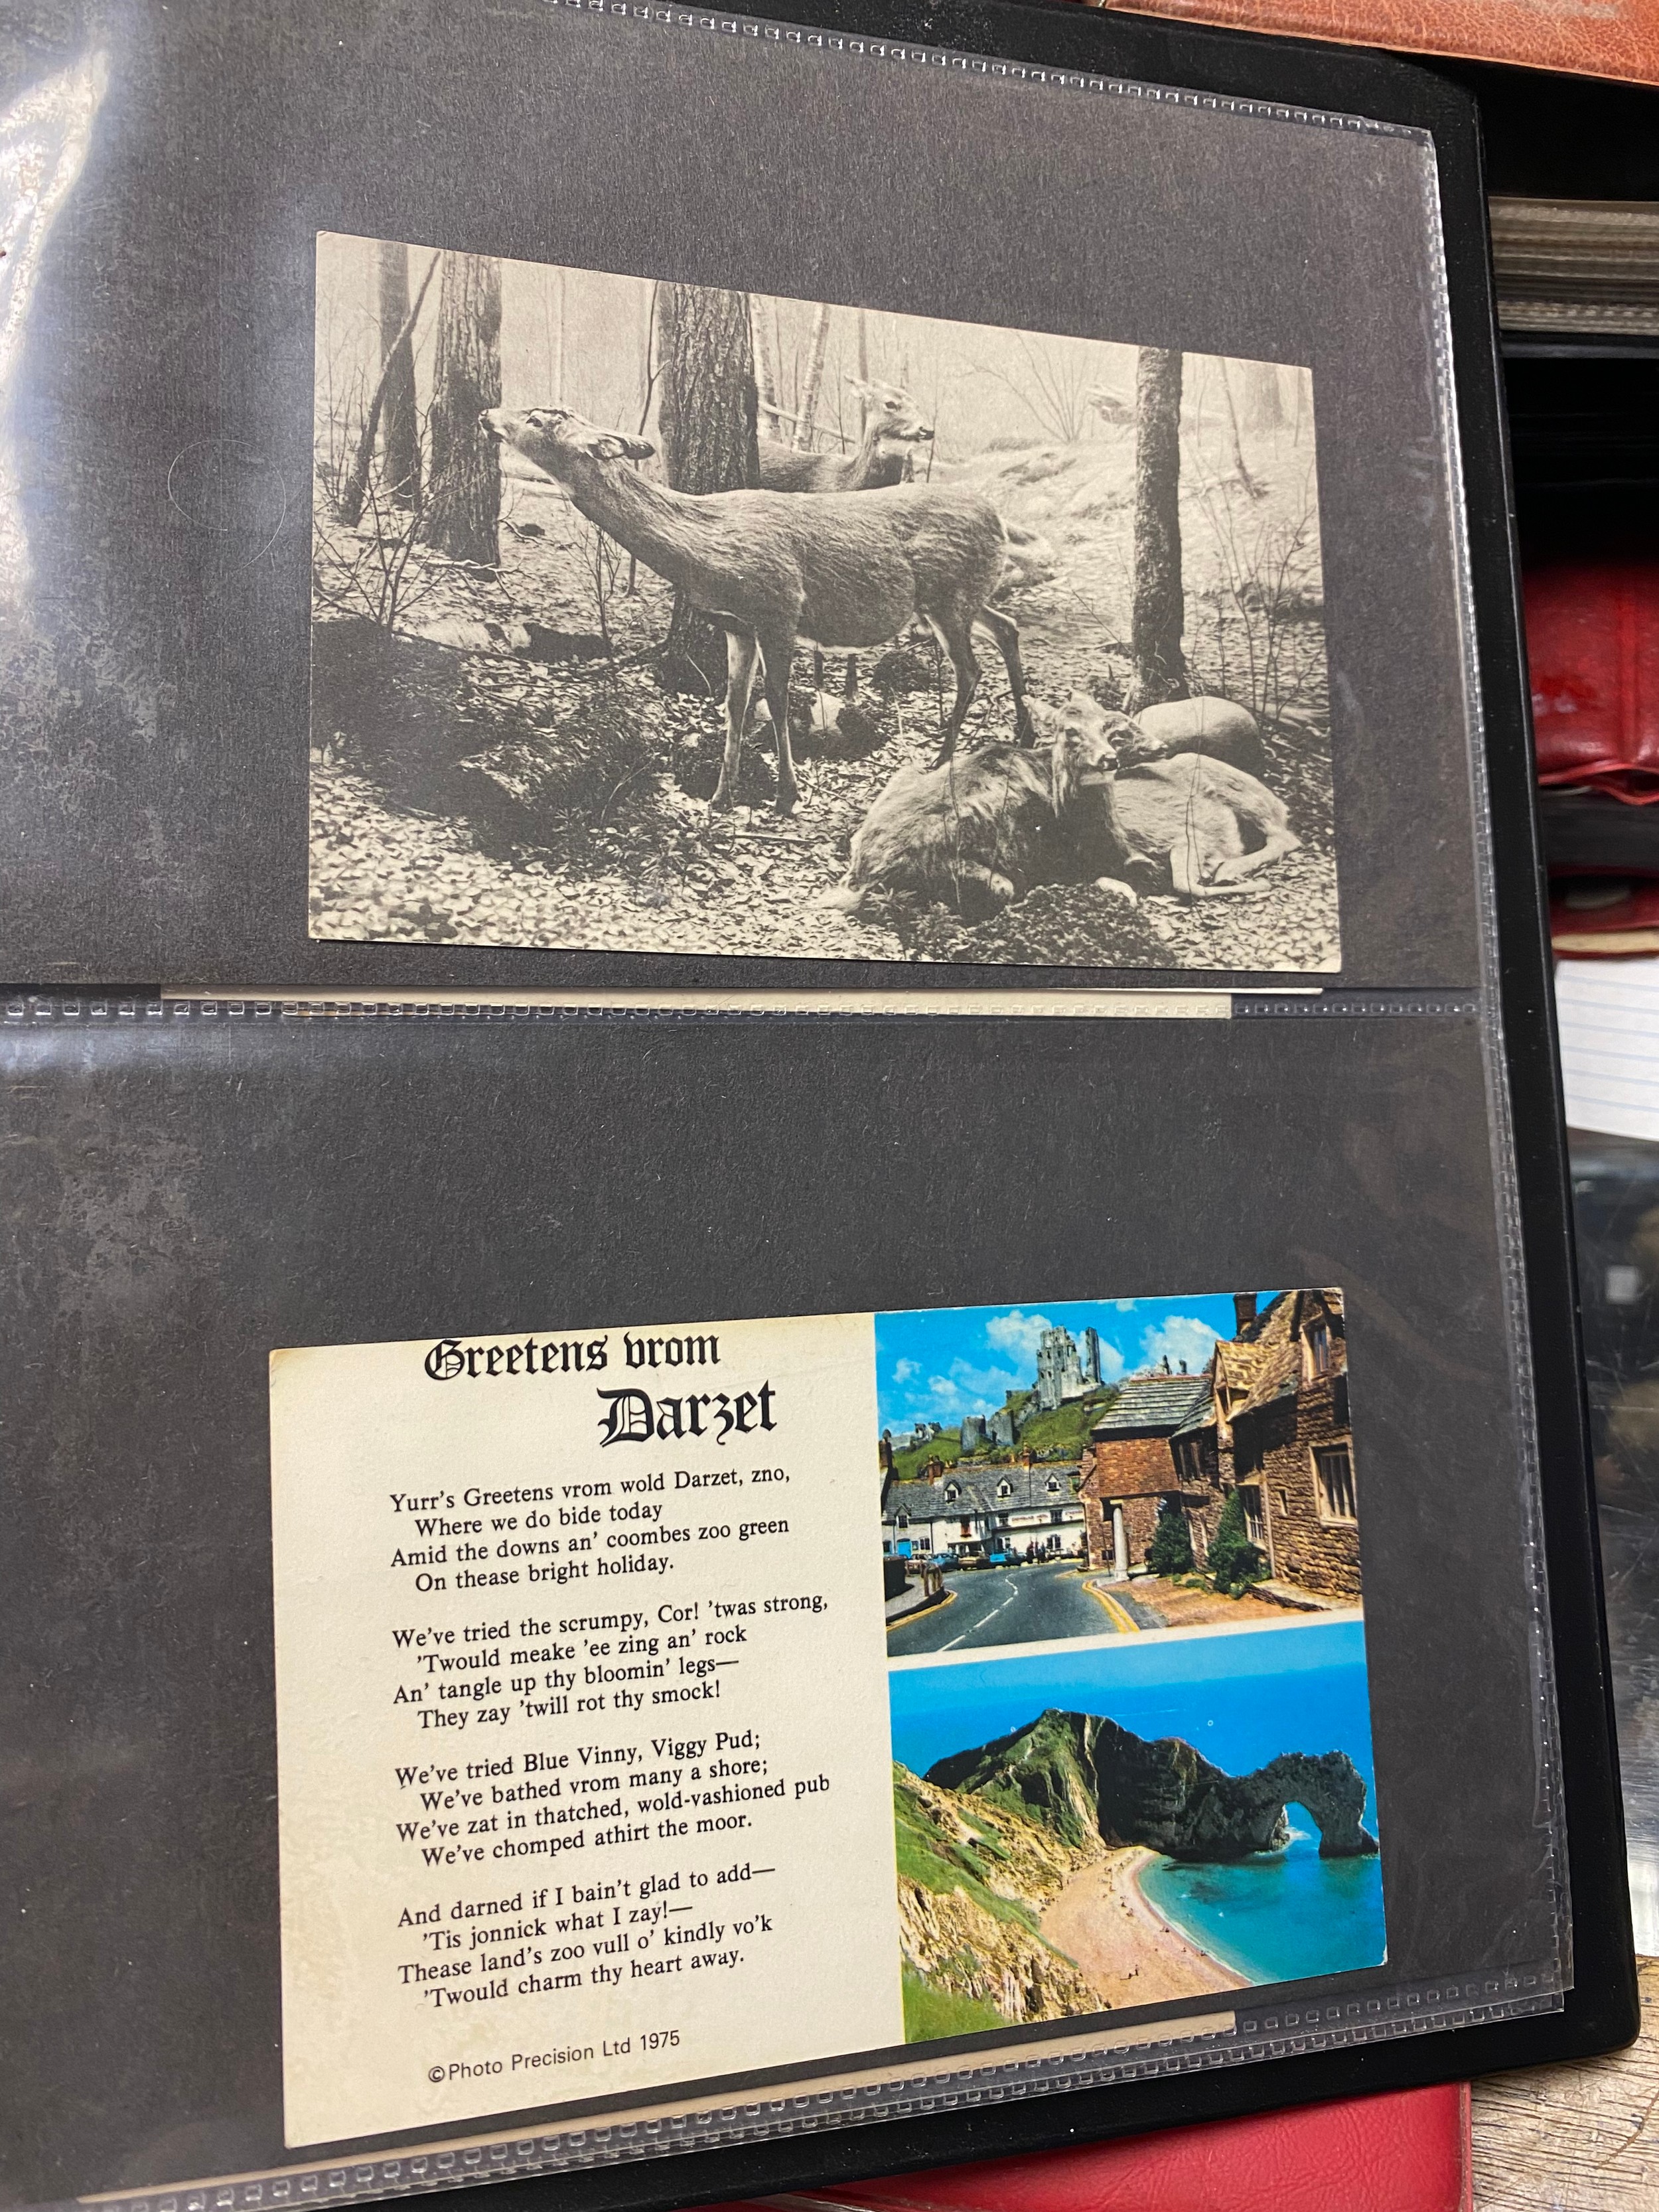 Greetens vrom
Darzet
Yurr's Greetens vrom wold Darzet, zno,
Where we do bide today
Amid the downs an' coombes zoo green
On thease bright holiday.
We've tried the scrumpy, Cor! 'twas strong,
'Twould meake 'ee zing an' rock
An' tangle up thy bloomin' legs—
They zay 'twill rot thy smock!
We've tried Blue Vinny, Viggy Pud;
We've bathed vrom many a shore;
We've zat in thatched, wold-vashioned pub
We've chomped athirt the moor.
And darned if I bain't glad to add—
'Tis jonnick what I zay!—
Thease land's zoo vull o' kindly vo'k
'Twould charm thy heart away.
©Photo Precision Ltd 1975